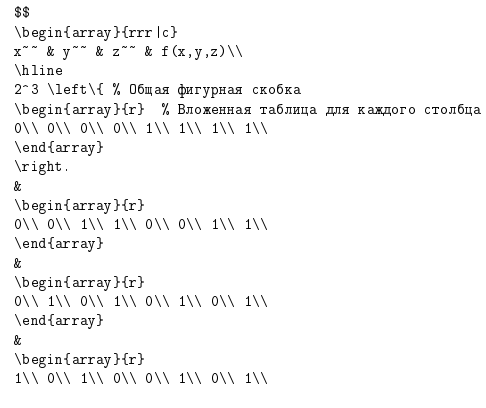 $$
\begin{array}{rrr|c}
x~~ & y~~ & z~~ & f(x,y,z)\\
\hline
2^3 \left\{ % Общая фигурная скобка
\begin{array}{r}  % Вложенная таблица для каждого столбца
0\\ 0\\ 0\\ 0\\ 1\\ 1\\ 1\\ 1\\
\end{array}
\right.
&
\begin{array}{r}
0\\ 0\\ 1\\ 1\\ 0\\ 0\\ 1\\ 1\\
\end{array}
&
\begin{array}{r}
0\\ 1\\ 0\\ 1\\ 0\\ 1\\ 0\\ 1\\
\end{array}
&
\begin{array}{r}
1\\ 0\\ 1\\ 0\\ 0\\ 1\\ 0\\ 1\\